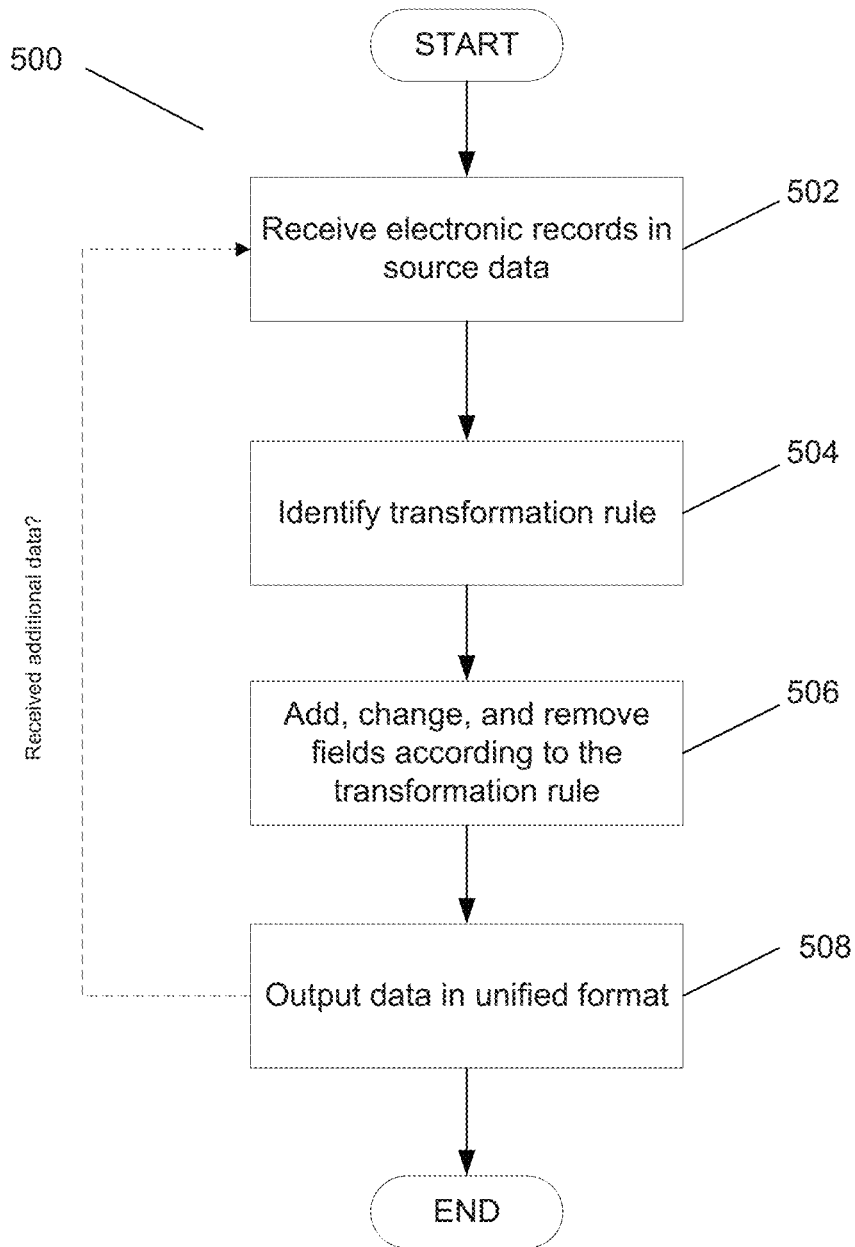 START
500
502
Receive electronic records in
source data
504
Identify transformation rule
Received additional data?
506
Add, change, and remove
fields according to the
transformation rule
508
Output data in unified format
END